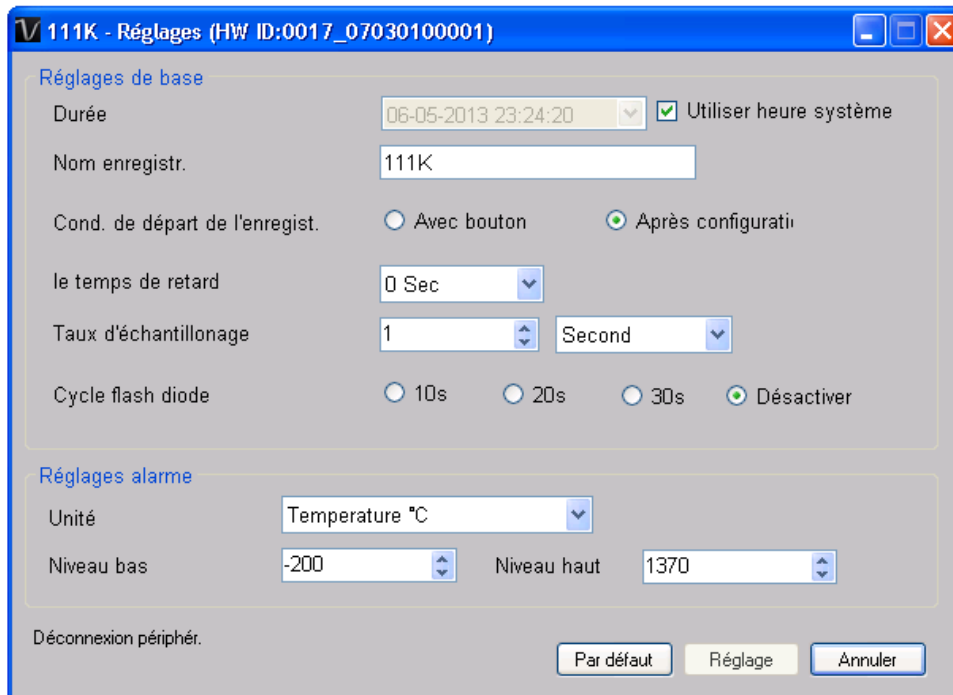 111K - Réglages (HW ID:0017_07030100001)
Réglages de base
Durée 06-05-2013 23:24:20 Utiliser heure système
Nom enregistr. 111K
Cond. de départ de l'enregist. Avec bouton Après configurati
le temps de retard 0 Sec
Taux d'échantillonage 1 Second
Cycle flash diode 10s 20s 30s Désactiver
Réglages alarme
Unité Temperature °C
Niveau bas -200 Niveau haut 1370
Déconnexion périphér.
Par défaut Réglage Annuler